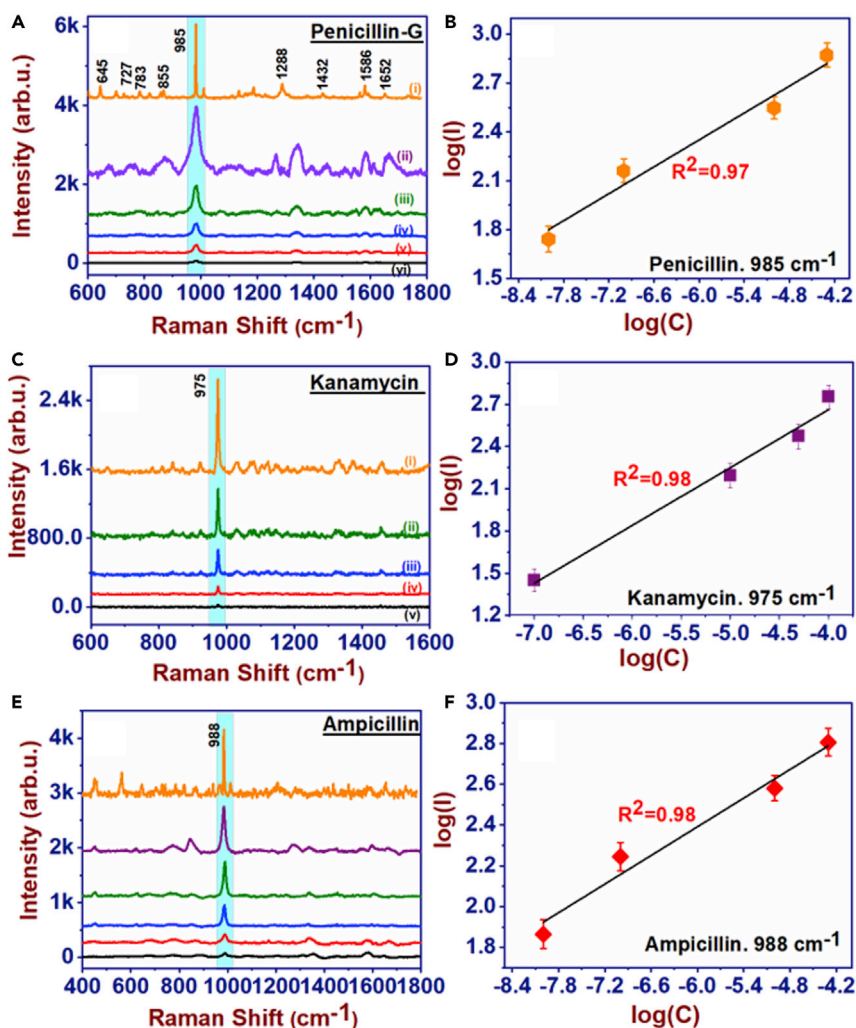 A
Penicillin-G
6k
4k
2k
0
Intensity (arb.u.)
645
727
783
855
985
1288
1432
1586
1652
(i)
(ii)
(iii)
(iv)
(v)
(vi)
600 800 1000 1200 1400 1600 1800
Raman Shift (cm-1)
B
3.0
2.7
2.4
2.1
1.8
1.5
log(I)
R2=0.97
Penicillin. 985 cm-1
-8.4 -7.8 -7.2 -6.6 -6.0 -5.4 -4.8 -4.2
log(C)
C
Kanamycin
2.4k
1.6k
800.0
0.0
Intensity (arb.u.)
975
(i)
(ii)
(iii)
(iv)
(v)
600 800 1000 1200 1400 1600
Raman Shift (cm-1)
D
3.0
2.7
2.4
2.1
1.8
1.5
1.2
log(I)
R2=0.98
Kanamycin. 975 cm-1
-7.0 -6.5 -6.0 -5.5 -5.0 -4.5 -4.0
log(C)
E
Ampicillin
4k
3k
2k
1k
0
Intensity (arb.u.)
988
400 600 800 1000 1200 1400 1600 1800
Raman Shift (cm-1)
F
3.0
2.8
2.6
2.4
2.2
2.0
1.8
log(I)
R2=0.98
Ampicillin. 988 cm-1
-8.4 -7.8 -7.2 -6.6 -6.0 -5.4 -4.8 -4.2
log(C)